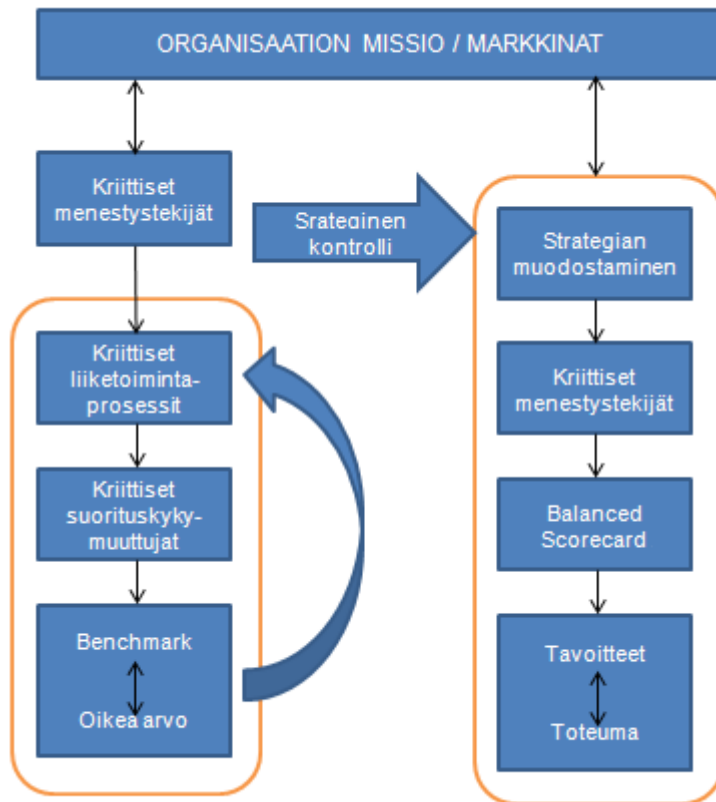 ORGANISAATION MISSIO / MARKKINAT
Kriittiset
menestystekijät
Srateginen
kontrolli
Strategian
muodostaminen
Kriittiset
liiketoiminta-
prosessit
Kriittiset
menestystekijät
Kriittiset
suorituskyky-
muuttujat
Balanced
Scorecard
Benchmark
Oikea arvo
Tavoitteet
Toteuma